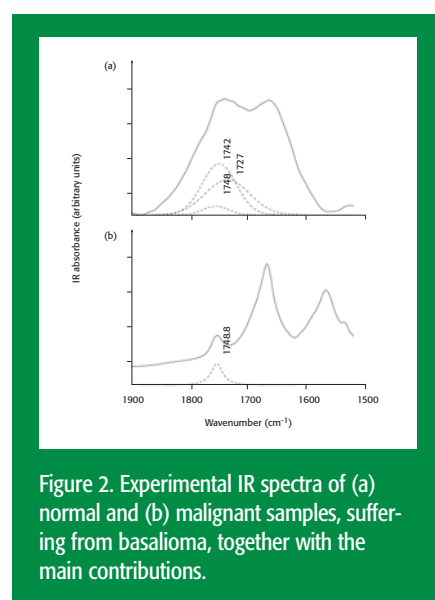 (a)
1742
1727
1748
IR absorbance (arbitrary units)
(b)
1748.8
1900 1800 1700 1600 1500
Wavenumber (cm⁻¹)
Figure 2. Experimental IR spectra of (a)
normal and (b) malignant samples, suffer-
ing from basalioma, together with the
main contributions.